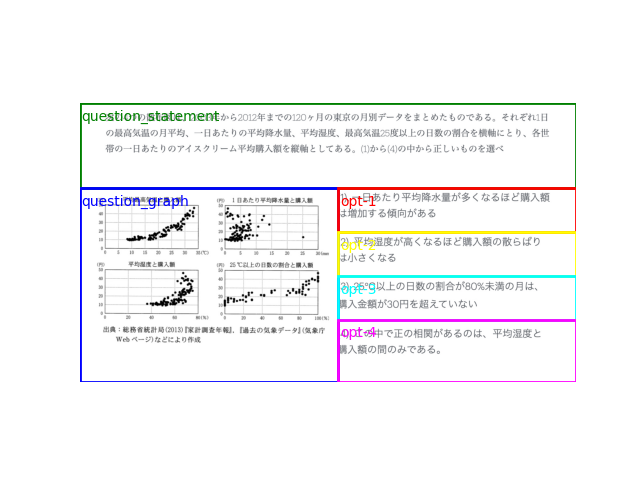 question_statement
から2012年までの120ヶ月の東京の月別データをまとめたものである。それぞれ1日
の最高気温の月平均、一日あたりの平均降水量、平均湿度、最高気温25度以上の日数の割合を横軸にとり、各世
帯の一日あたりのアイスクリーム平均購入額を縦軸としてある。(1)から(4)の中から正しいものを選べ
question_graph
1日あたり平均降水量と購入額
平均湿度と購入額
25℃以上の日数の割合と購入額
出典：総務省統計局(2013)『家計調査年報』、『過去の気象データ』(気象庁
Webページ)などにより作成
opt-1
1) 一日あたり平均降水量が多くなるほど購入額
は増加する傾向がある
opt-2
2) 平均湿度が高くなるほど購入額の散らばり
は小さくなる
opt-3
3) 25℃以上の日数の割合が80%未満の月は、
購入金額が30円を超えていない
opt-4
中で正の相関があるのは、平均湿度と
購入額の間のみである。